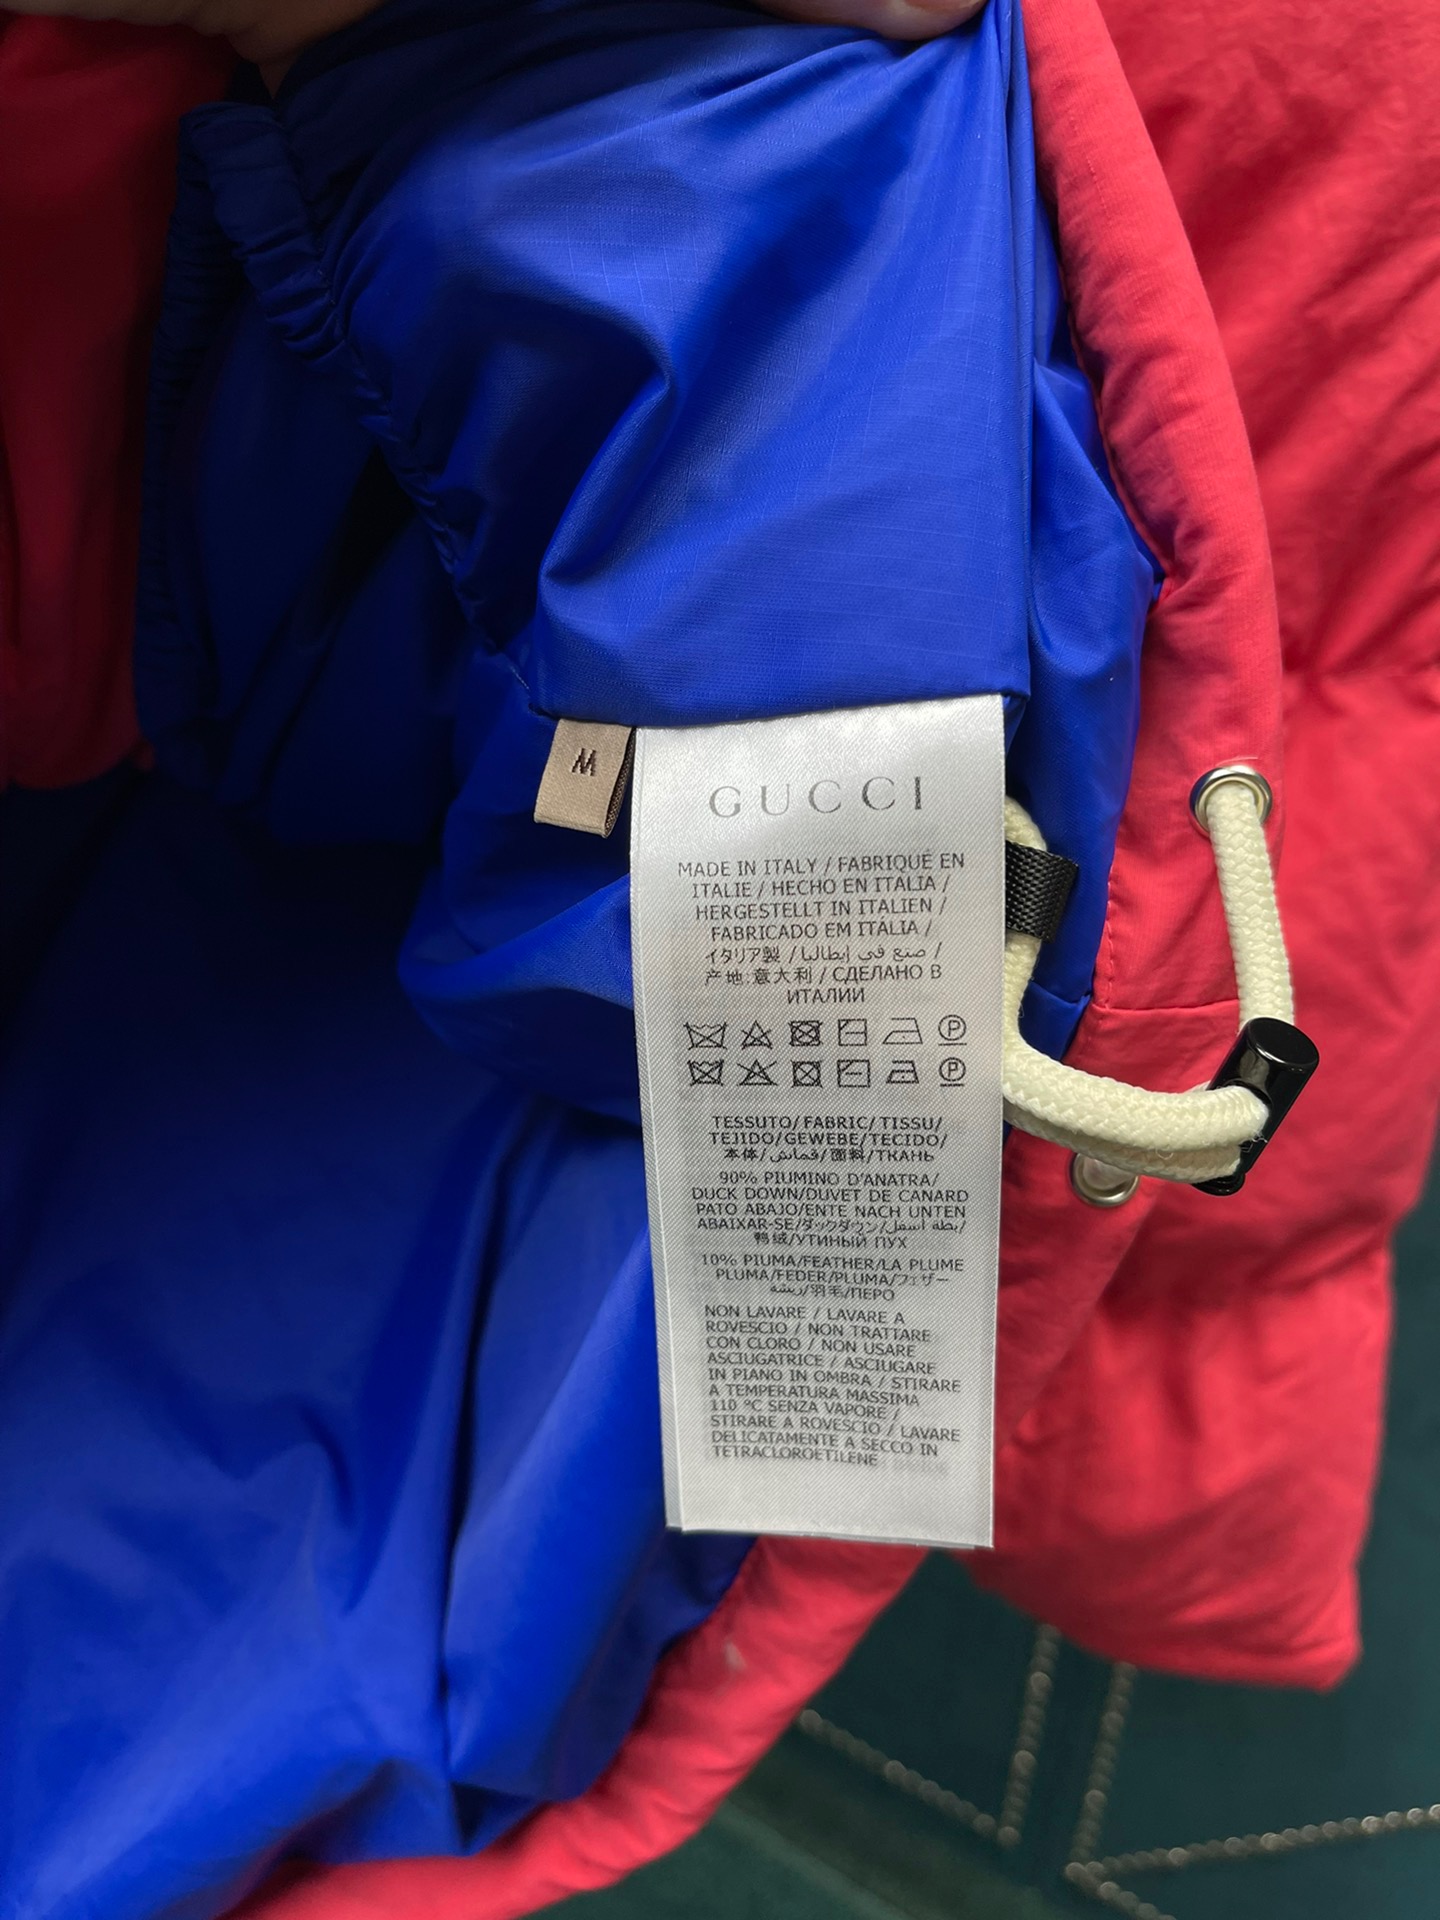 M
GUCCI
MADE IN ITALY / FABRIQUÉ EN
ITALIE / HECHO EN ITALIA /
HERGESTELLT IN ITALIEN /
FABRICADO EM ITÁLIA /
イタリア製 / صنع في إيطاليا /
产地:意大利 / СДЕЛАНО В
ИТАЛИИ
TESSUTO/FABRIC/TISSU/
TEJIDO/GEWEBE/TECIDO/
本体/قماش/面料/ТКАНЬ
90% PIUMINO D'ANATRA/
DUCK DOWN/DUVET DE CANARD
PATO ABAJO/ENTE NACH UNTEN
ABAIXAR-SE/ダックダウン/بطة اسفل/
鸭绒/УТИНЫЙ ПУХ
10% PIUMA/FEATHER/LA PLUME
PLUMA/FEDER/PLUMA/フェザー
ريشة/羽毛/ПЕРО
NON LAVARE / LAVARE A
ROVESCIO / NON TRATTARE
CON CLORO / NON USARE
ASCIUGATRICE / ASCIUGARE
IN PIANO IN OMBRA / STIRARE
A TEMPERATURA MASSIMA
110 °C SENZA VAPORE /
STIRARE A ROVESCIO / LAVARE
DELICATAMENTE A SECCO IN
TETRACLOROETILENE